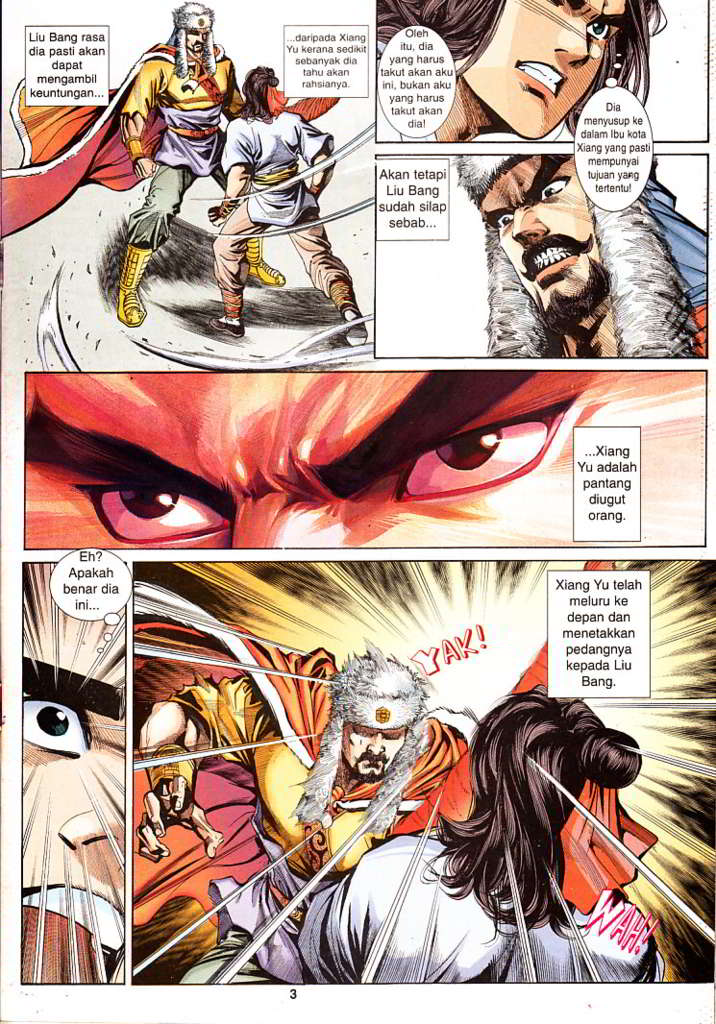 Liu Bang rasa
dia pasti akan
dapat
mengambil
keuntungan...
...daripada Xiang
Yu kerana sedikit
sebanyak dia
tahu akan
rahsianya.
Oleh
itu, dia
yang harus
takut akan aku
ini, bukan aku
yang harus
takut akan
dia!
Dia
menyusup ke
dalam Ibu kota
Xiang yang pasti
mempunyai
tujuan yang
tertentu!
Akan tetapi
Liu Bang
sudah silap
sebab...
...Xiang
Yu adalah
pantang
diugut
orang.
Eh?
Apakah
benar dia
ini...
Xiang Yu telah
meluru ke
depan dan
menetakkan
pedangnya
kepada Liu
Bang.
YAK!
WAH!
3